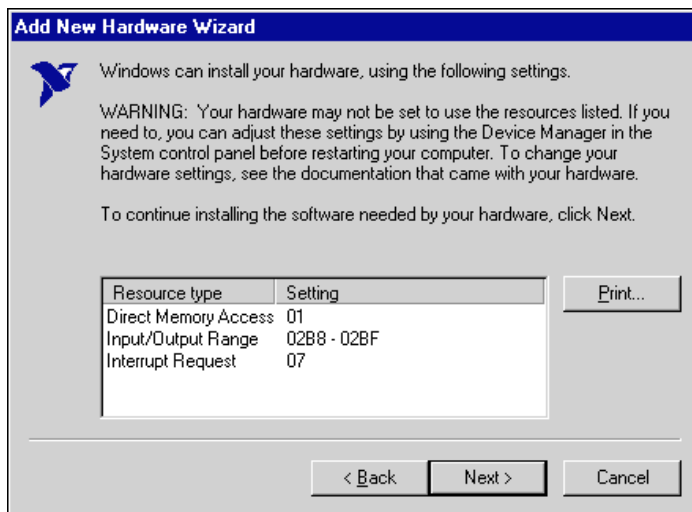 Add New Hardware Wizard
Windows can install your hardware, using the following settings.
WARNING: Your hardware may not be set to use the resources listed. If you
need to, you can adjust these settings by using the Device Manager in the
System control panel before restarting your computer. To change your
hardware settings, see the documentation that came with your hardware.
To continue installing the software needed by your hardware, click Next.
Resource type Setting
Direct Memory Access 01
Input/Output Range 02B8 - 02BF
Interrupt Request 07
Print...
< Back Next > Cancel